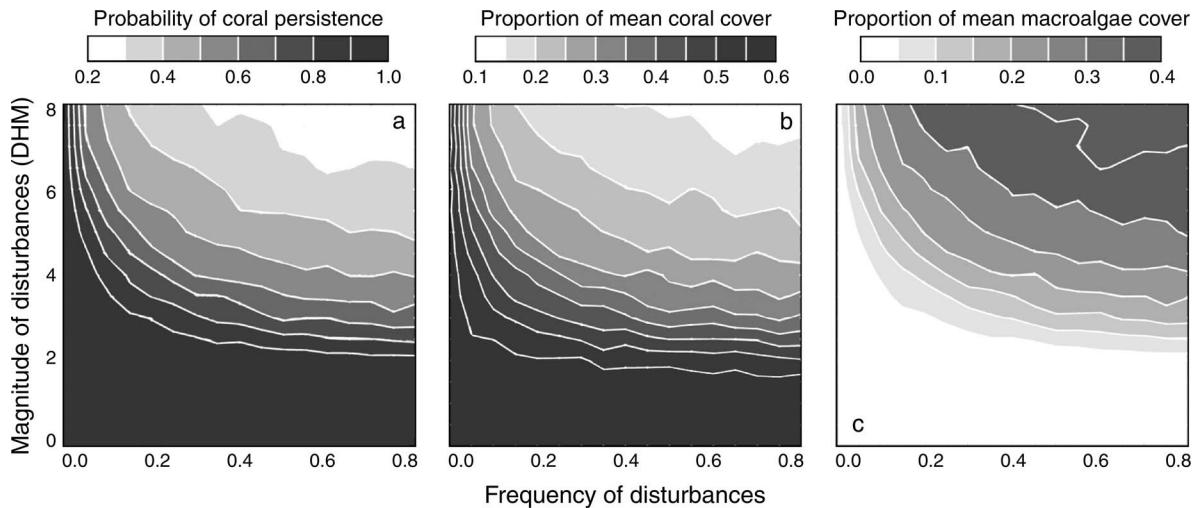 Probability of coral persistence
0.2 0.4 0.6 0.8 1.0
Proportion of mean coral cover
0.1 0.2 0.3 0.4 0.5 0.6
Proportion of mean macroalgae cover
0.0 0.1 0.2 0.3 0.4
Magnitude of disturbances (DHM)
8
6
4
2
0
a
0.0 0.2 0.4 0.6 0.8
b
0.0 0.2 0.4 0.6 0.8
c
0.0 0.2 0.4 0.6 0.8
Frequency of disturbances